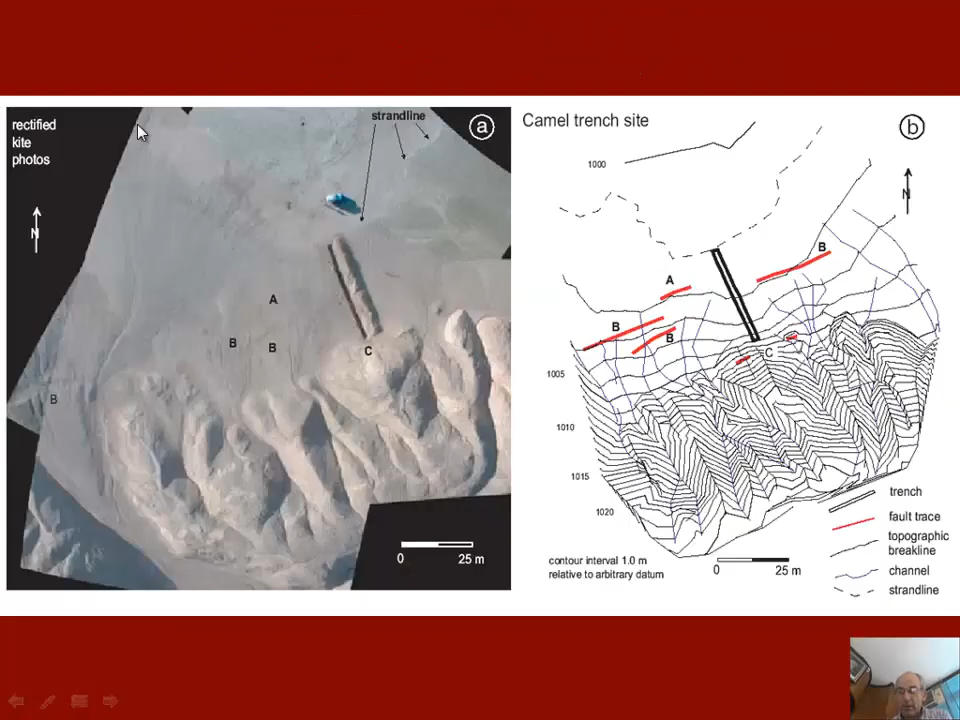 rectified
kite
photos
strandline
a
N
A
B
B
C
B
0
25 m
Camel trench site
b
1000
N
B
A
B
B
C
1005
1010
1015
1020
trench
fault trace
topographic
breakline
channel
strandline
contour interval 1.0 m
relative to arbitrary datum
0
25 m